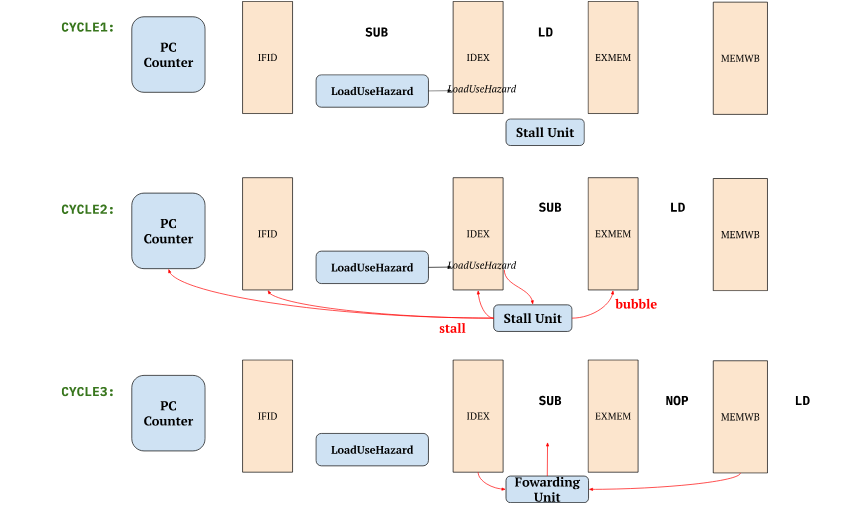 CYCLE1:
PC
Counter
IFID
SUB
LoadUseHazard
IDEX
LoadUseHazard
LD
Stall Unit
EXMEM
MEMWB
CYCLE2:
PC
Counter
IFID
LoadUseHazard
IDEX
LoadUseHazard
SUB
stall
Stall Unit
bubble
EXMEM
LD
MEMWB
CYCLE3:
PC
Counter
IFID
LoadUseHazard
IDEX
SUB
Fowarding
Unit
EXMEM
NOP
MEMWB
LD